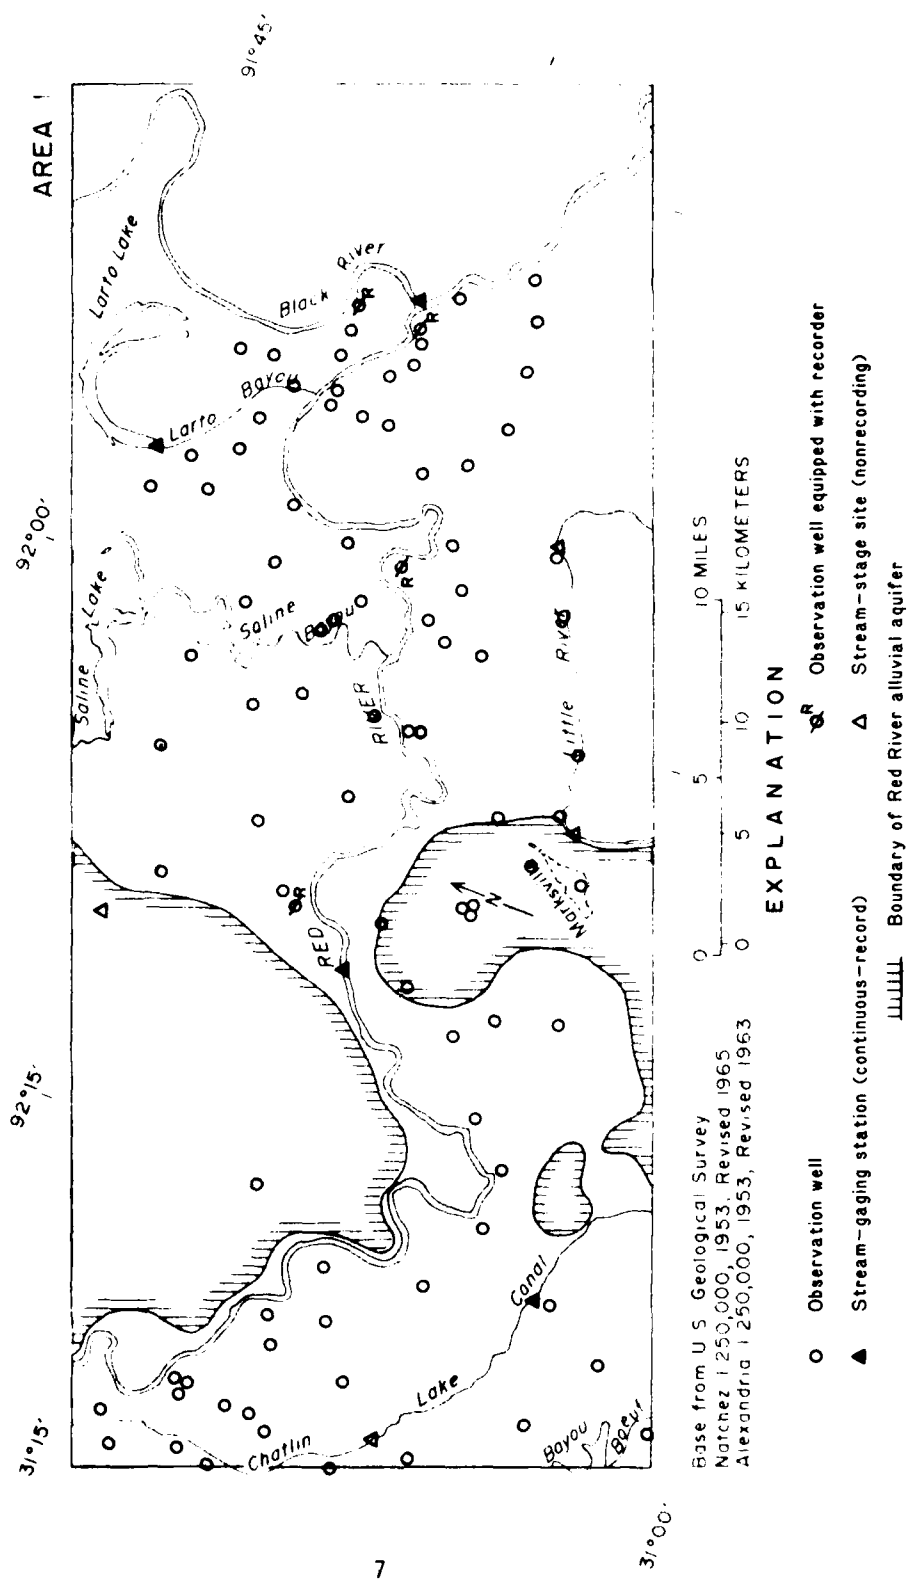 AREA I
91°45'
92°00'
92°15'
31°15'
31°00'
Larto Lake
Black River
Larto Bayou
Saline Lake
Saline Bayou
RED RIVER
Little River
Marksville
N
Chatlin Lake Canal
Bayou Boeuf
0 5 10 MILES
0 5 10 15 KILOMETERS
R
R
R
R
Base from U S Geological Survey
Natchez 1 250,000, 1953, Revised 1965
Alexandria 1 250,000, 1953, Revised 1963
EXPLANATION
Observation well
R Observation well equipped with recorder
Stream-gaging station (continuous-record)
Stream-stage site (nonrecording)
Boundary of Red River alluvial aquifer
7